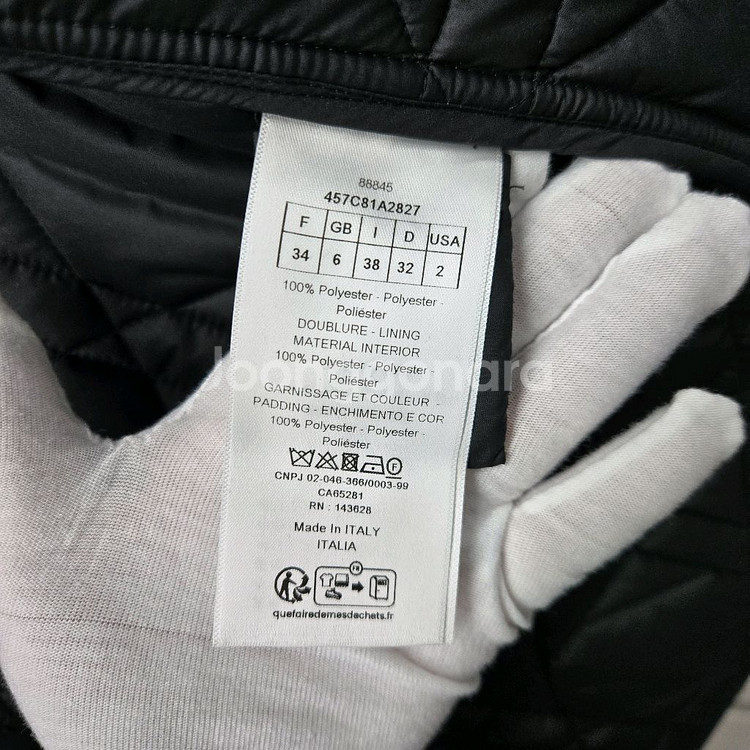 88845
457C81A2827
F GB I D USA
34 6 38 32 2
100% Polyester - Polyester -
Poliéster
DOUBLURE - LINING
MATERIAL INTERIOR
100% Polyester - Polyester -
Poliéster
GARNISSAGE ET COULEUR -
PADDING - ENCHIMENTO E COR
100% Polyester - Polyester -
Poliéster
F
CNPJ 02-046-366/0003-99
CA65281
RN : 143628
Made In ITALY
ITALIA
FR
quefairedemesdechets.fr